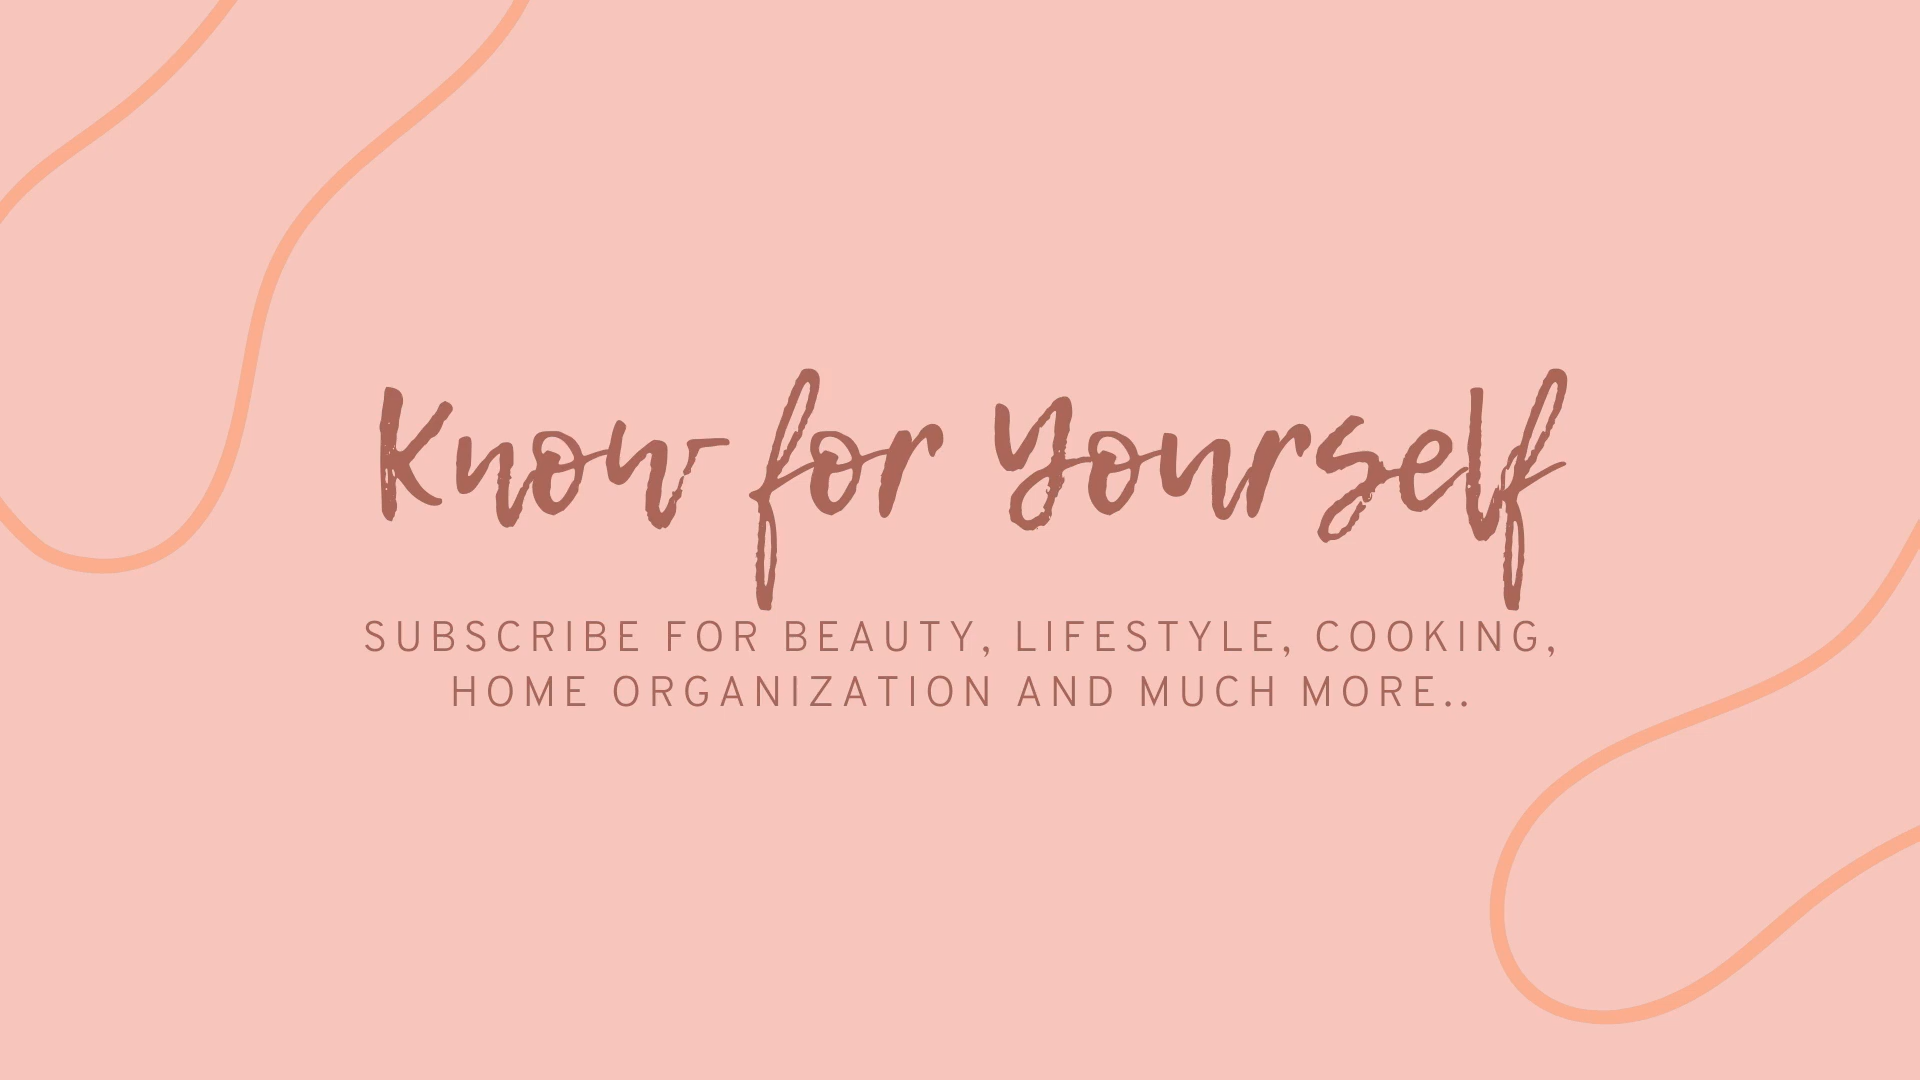 Know for Yourself
SUBSCRIBE FOR BEAUTY, LIFESTYLE, COOKING,
HOME ORGANIZATION AND MUCH MORE..